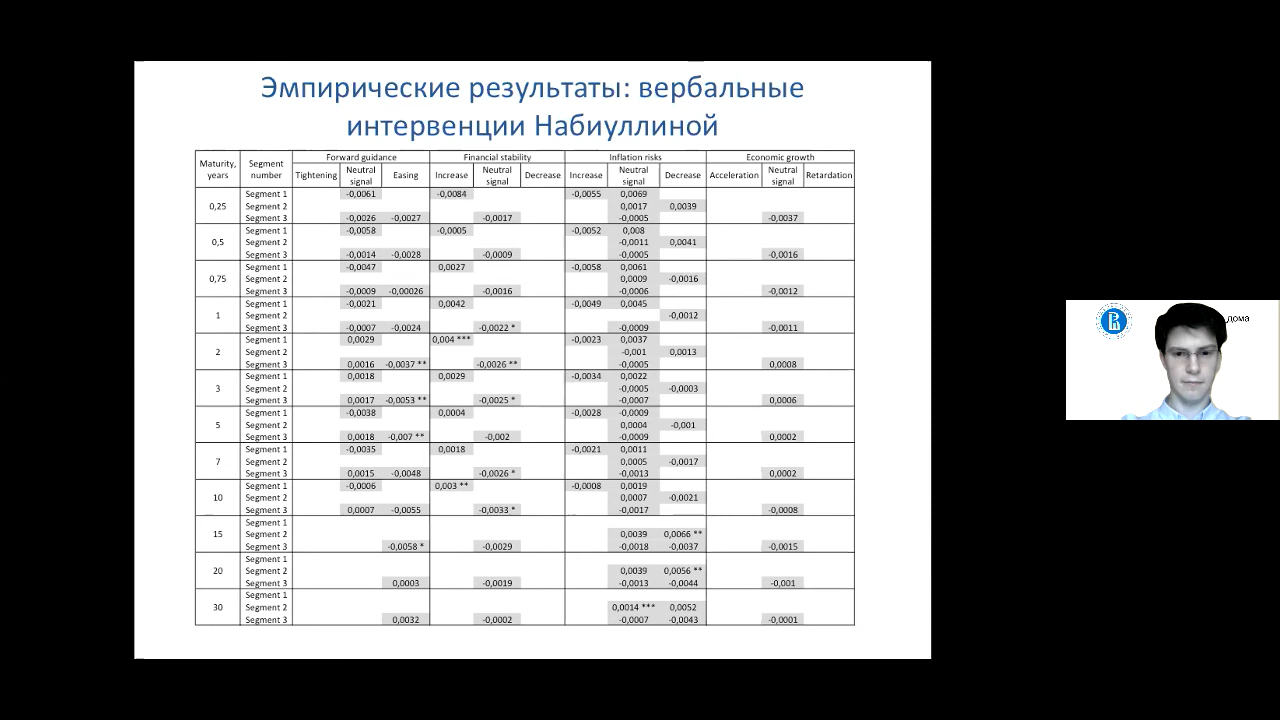 Эмпирические результаты: вербальные
интервенции Набиуллиной
Maturity, years Segment number Forward guidance Financial stability Inflation risks Economic growth
Tightening Neutral signal Easing Increase Neutral signal Decrease Increase Neutral signal Decrease Acceleration Neutral signal Retardation
0,25 Segment 1 -0,0061 -0,0084 -0,0055 0,0069
Segment 2 0,0017 0,0039
Segment 3 -0,0026 -0,0027 -0,0017 -0,0005 -0,0037
0,5 Segment 1 -0,0058 -0,0005 -0,0052 0,008
Segment 2 -0,0011 0,0041
Segment 3 -0,0014 -0,0028 -0,0009 -0,0005 -0,0016
0,75 Segment 1 -0,0047 0,0027 -0,0058 0,0061
Segment 2 0,0009 -0,0016
Segment 3 -0,0009 -0,00026 -0,0016 -0,0006 -0,0012
1 Segment 1 -0,0021 0,0042 -0,0049 0,0045
Segment 2 -0,0012
Segment 3 -0,0007 -0,0024 -0,0022 * -0,0009 -0,0011
2 Segment 1 0,0029 0,004 *** -0,0023 0,0037
Segment 2 -0,001 0,0013
Segment 3 0,0016 -0,0037 ** -0,0026 ** -0,0005 0,0008
3 Segment 1 0,0018 0,0029 -0,0034 0,0022
Segment 2 -0,0005 -0,0003
Segment 3 0,0017 -0,0053 ** -0,0025 * -0,0007 0,0006
5 Segment 1 -0,0038 0,0004 -0,0028 -0,0009
Segment 2 0,0004 -0,001
Segment 3 0,0018 -0,007 ** -0,002 -0,0009 0,0002
7 Segment 1 -0,0035 0,0018 -0,0021 0,0011
Segment 2 0,0005 -0,0017
Segment 3 0,0015 -0,0048 -0,0026 * -0,0013 0,0002
10 Segment 1 -0,0006 0,003 ** -0,0008 0,0019
Segment 2 0,0007 -0,0021
Segment 3 0,0007 -0,0055 -0,0033 * -0,0017 -0,0008
15 Segment 1
Segment 2 0,0039 0,0066 **
Segment 3 -0,0058 * -0,0029 -0,0018 -0,0037 -0,0015
20 Segment 1
Segment 2 0,0039 0,0056 **
Segment 3 0,0003 -0,0019 -0,0013 -0,0044 -0,001
30 Segment 1
Segment 2 0,0014 *** 0,0052
Segment 3 0,0032 -0,0002 -0,0007 -0,0043 -0,0001
дома